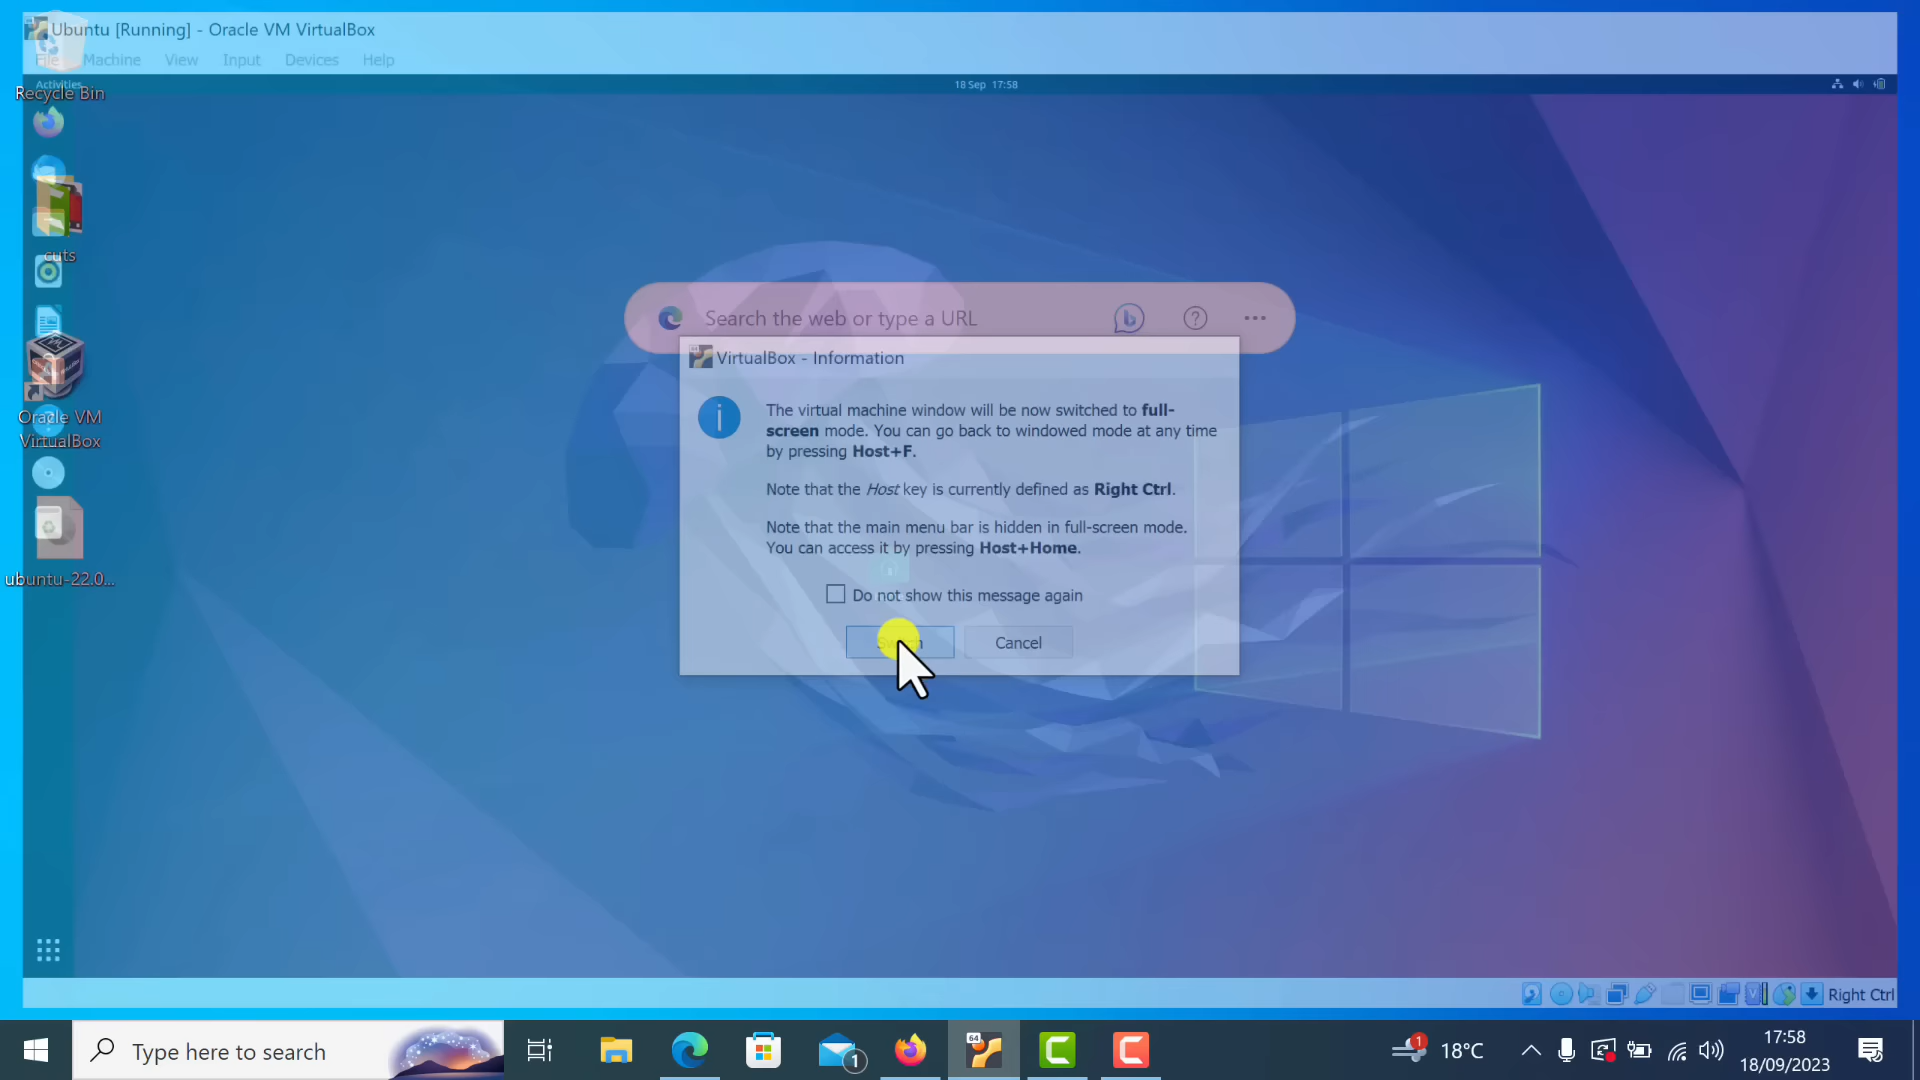 Ubuntu [Running] - Oracle VM VirtualBox
File Machine View Input Devices Help
Activities
18 Sep 17:58
Recycle Bin
cuts
Oracle VM
VirtualBox
ubuntu-22.0...
Search the web or type a URL
VirtualBox - Information
The virtual machine window will be now switched to full-
screen mode. You can go back to windowed mode at any time
by pressing Host+F.
Note that the Host key is currently defined as Right Ctrl.
Note that the main menu bar is hidden in full-screen mode.
You can access it by pressing Host+Home.
Do not show this message again
Cancel
Right Ctrl
Type here to search
1
64
1
18°C
17:58
18/09/2023